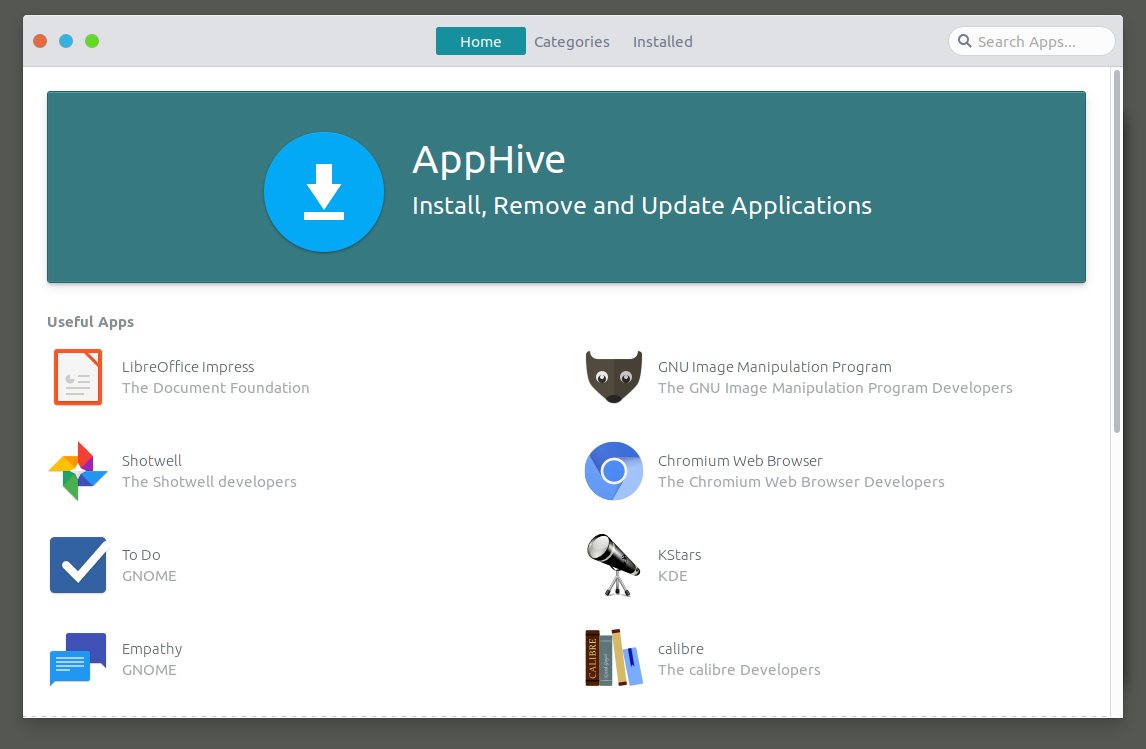 Home Categories Installed Search Apps...
AppHive
Install, Remove and Update Applications
Useful Apps
LibreOffice Impress
The Document Foundation
GNU Image Manipulation Program
The GNU Image Manipulation Program Developers
Shotwell
The Shotwell developers
Chromium Web Browser
The Chromium Web Browser Developers
To Do
GNOME
KStars
KDE
Empathy
GNOME
CALIBRE
calibre
The calibre Developers